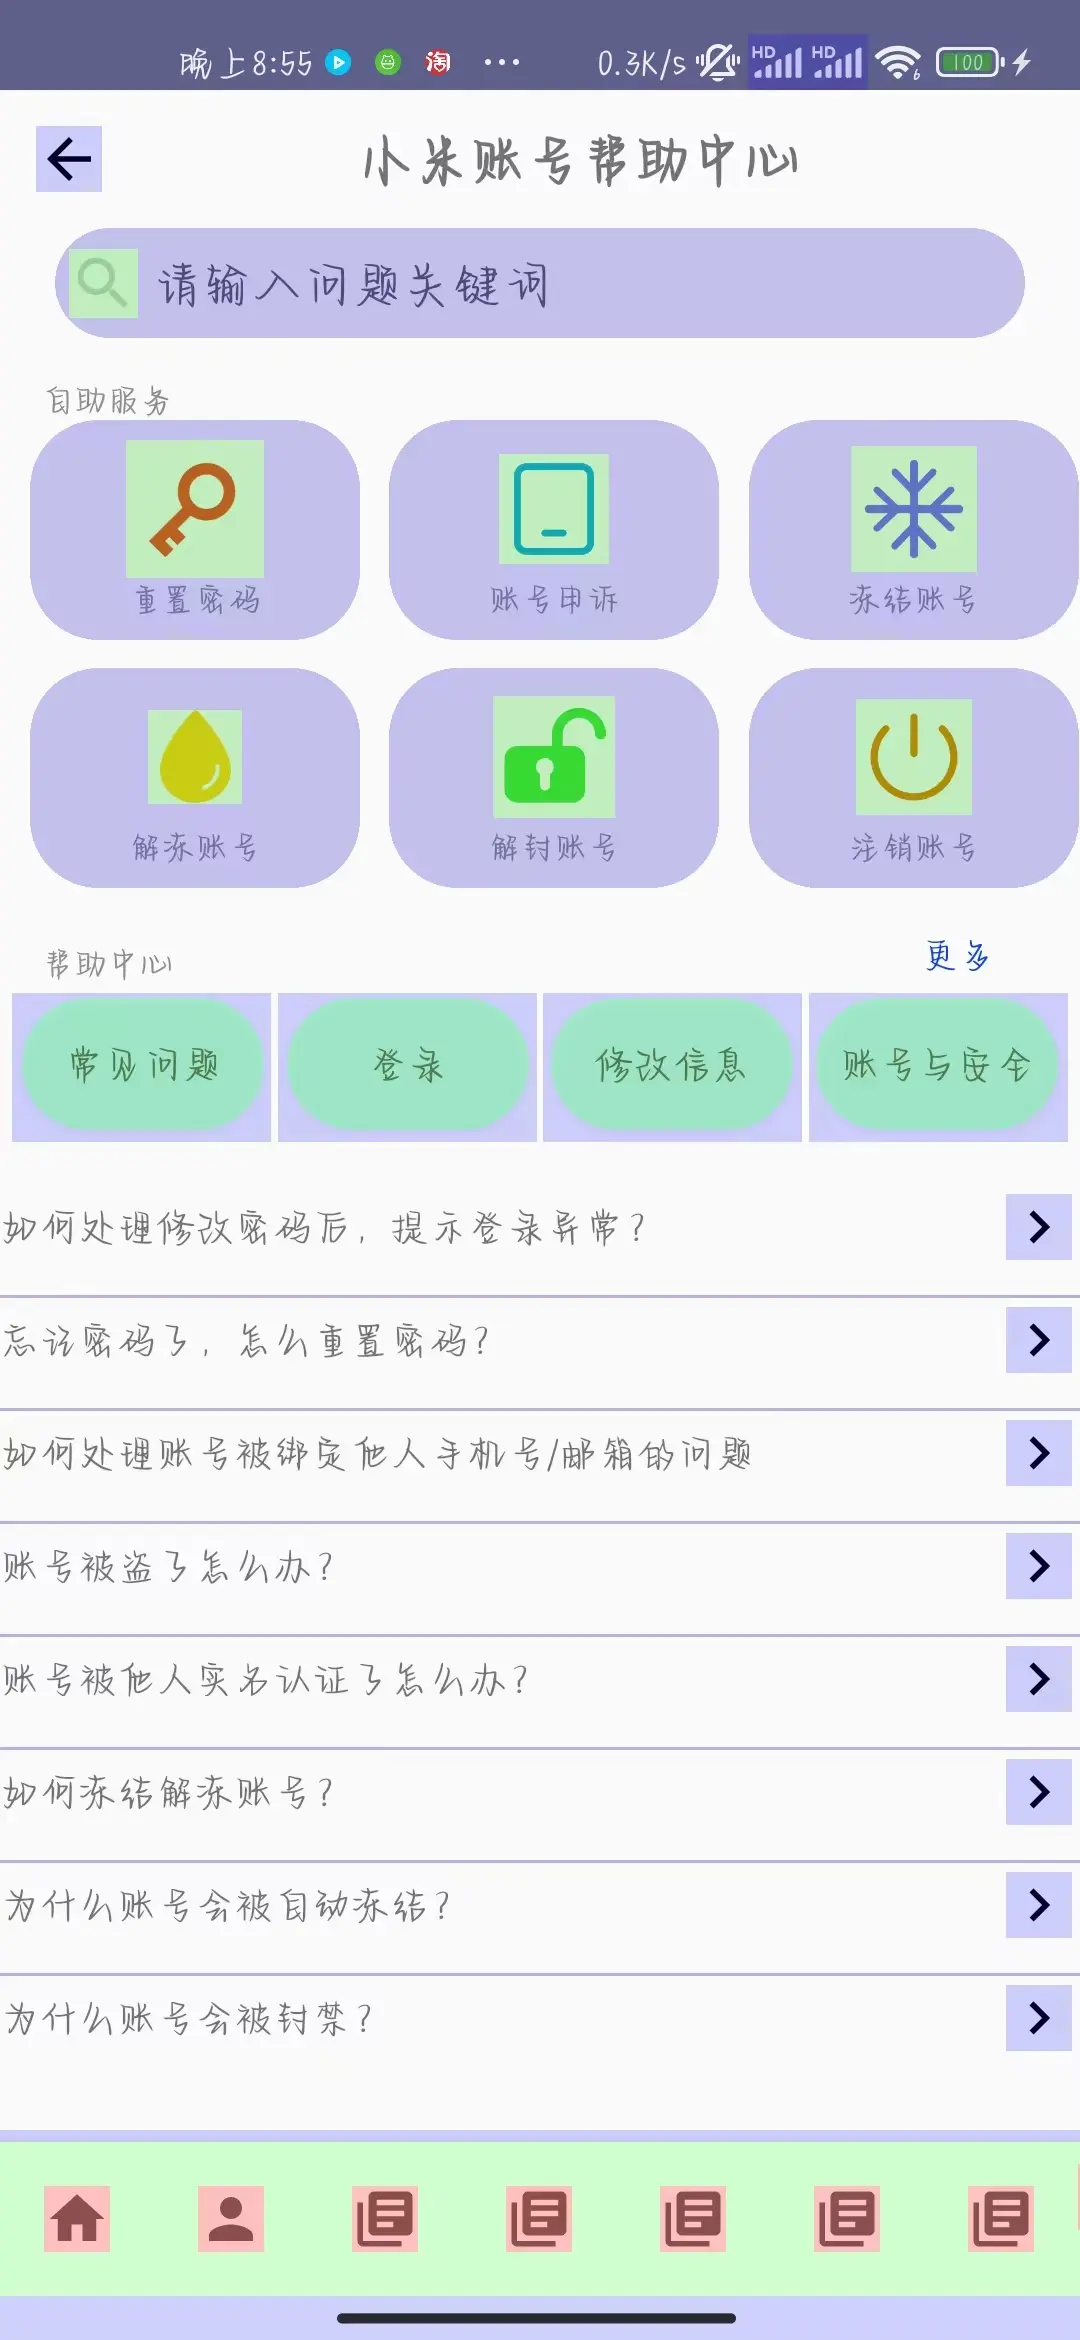 晚上8:55 淘 ... 0.3K/s HD HD 6 100
小米账号帮助中心
请输入问题关键词
自助服务
重置密码 账号申诉 冻结账号
解冻账号 解封账号 注销账号
帮助中心 更多
常见问题 登录 修改信息 账号与安全
如何处理修改密码后，提示登录异常？
忘记密码了，怎么重置密码？
如何处理账号被绑定他人手机号/邮箱的问题
账号被盗了怎么办？
账号被他人实名认证了怎么办？
如何冻结解冻账号？
为什么账号会被自动冻结？
为什么账号会被封禁？